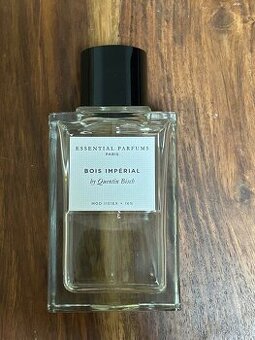 ESSENTIAL PARFUMS
PARIS
BOIS IMPÉRIAL
by Quentin Bisch